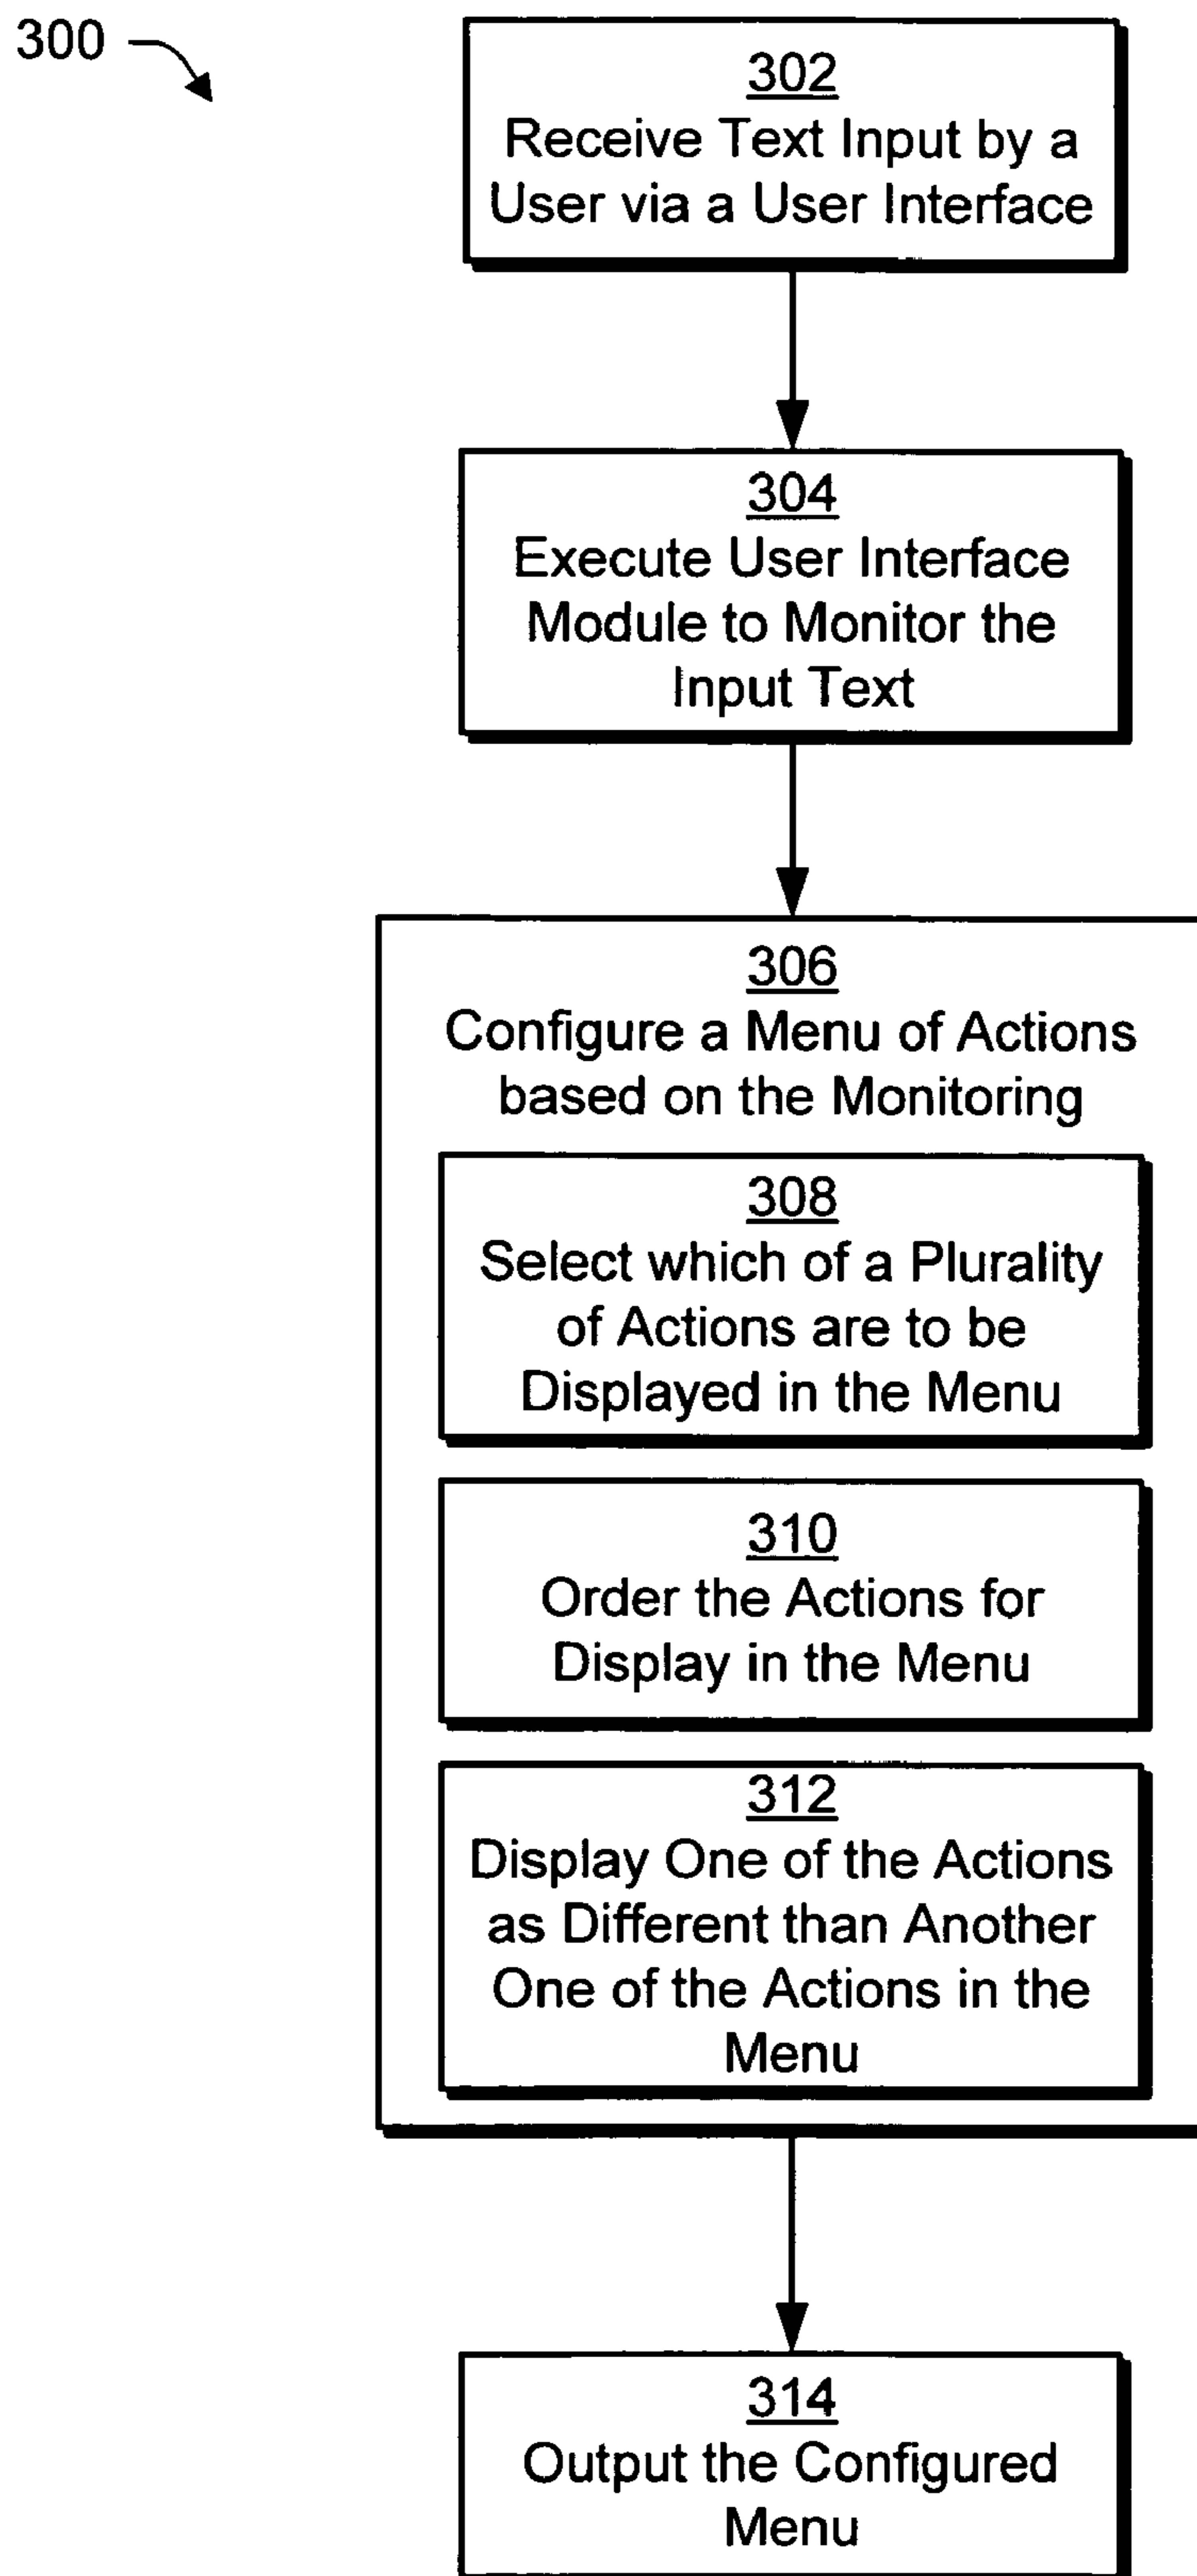 300
302
Receive Text Input by a
User via a User Interface
304
Execute User Interface
Module to Monitor the
Input Text
306
Configure a Menu of Actions
based on the Monitoring
308
Select which of a Plurality
of Actions are to be
Displayed in the Menu
310
Order the Actions for
Display in the Menu
312
Display One of the Actions
as Different than Another
One of the Actions in the
Menu
314
Output the Configured
Menu